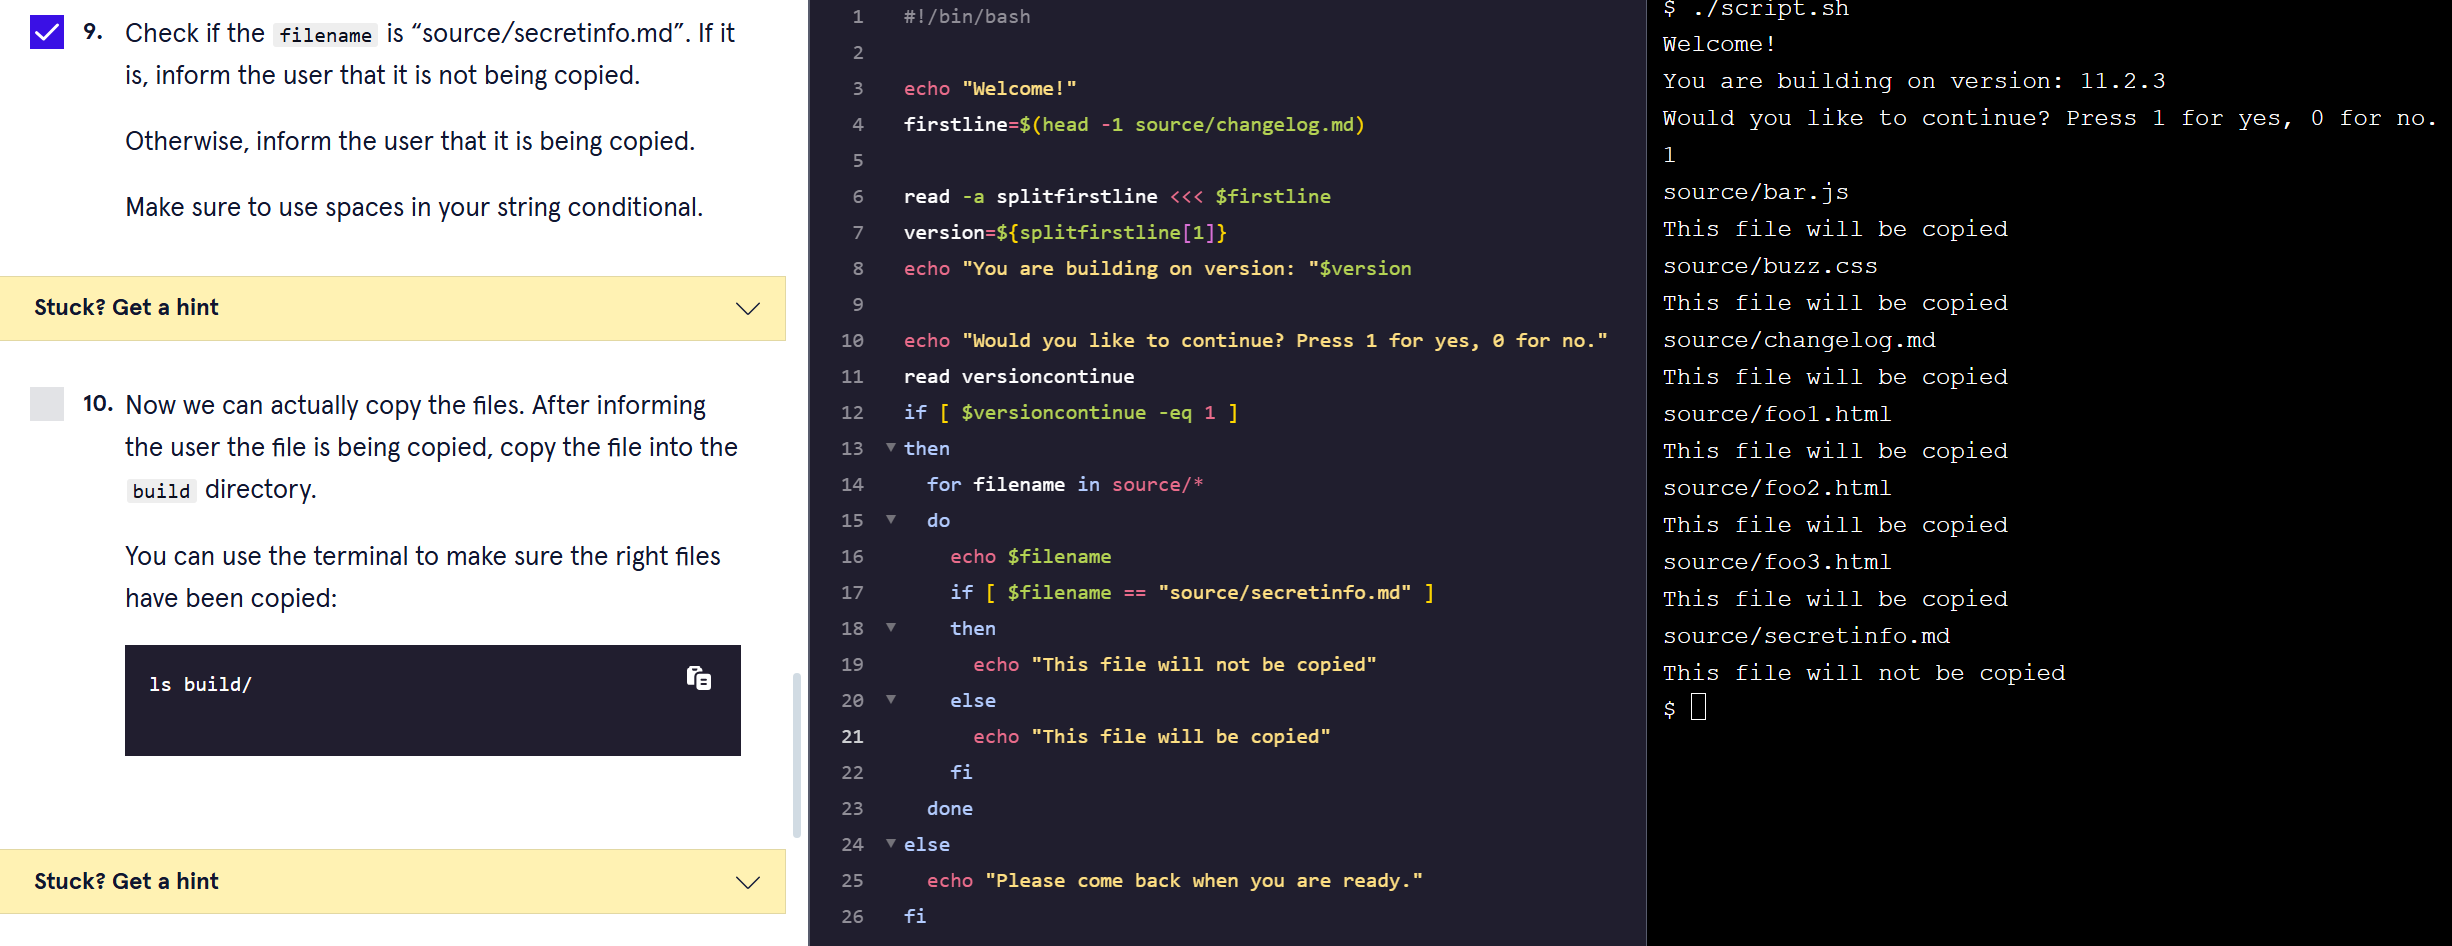 9. Check if the filename is “source/secretinfo.md”. If it
is, inform the user that it is not being copied.
Otherwise, inform the user that it is being copied.
Make sure to use spaces in your string conditional.
Stuck? Get a hint
10. Now we can actually copy the files. After informing
the user the file is being copied, copy the file into the
build directory.
You can use the terminal to make sure the right files
have been copied:
ls build/
Stuck? Get a hint
1 #!/bin/bash
2
3 echo "Welcome!"
4 firstline=$(head -1 source/changelog.md)
5
6 read -a splitfirstline <<< $firstline
7 version=${splitfirstline[1]}
8 echo "You are building on version: "$version
9
10 echo "Would you like to continue? Press 1 for yes, 0 for no."
11 read versioncontinue
12 if [ $versioncontinue -eq 1 ]
13 then
14   for filename in source/*
15   do
16     echo $filename
17     if [ $filename == "source/secretinfo.md" ]
18     then
19       echo "This file will not be copied"
20     else
21       echo "This file will be copied"
22     fi
23   done
24 else
25   echo "Please come back when you are ready."
26 fi
$ ./script.sh
Welcome!
You are building on version: 11.2.3
Would you like to continue? Press 1 for yes, 0 for no.
1
source/bar.js
This file will be copied
source/buzz.css
This file will be copied
source/changelog.md
This file will be copied
source/foo1.html
This file will be copied
source/foo2.html
This file will be copied
source/foo3.html
This file will be copied
source/secretinfo.md
This file will not be copied
$